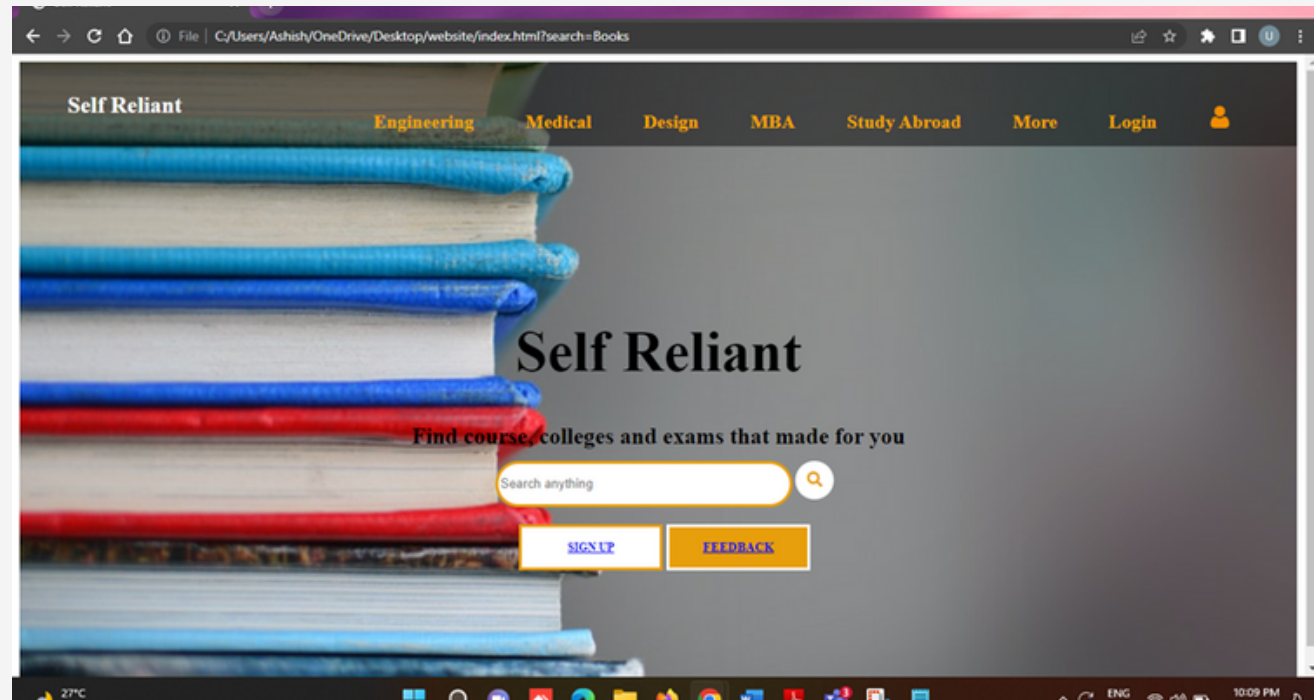 File | C:/Users/Ashish/OneDrive/Desktop/website/index.html?search=Books
U
Self Reliant
Engineering Medical Design MBA Study Abroad More Login
Self Reliant
Find course, colleges and exams that made for you
Search anything
SIGN UP FEEDBACK
27°C
3
ENG
10:09 PM